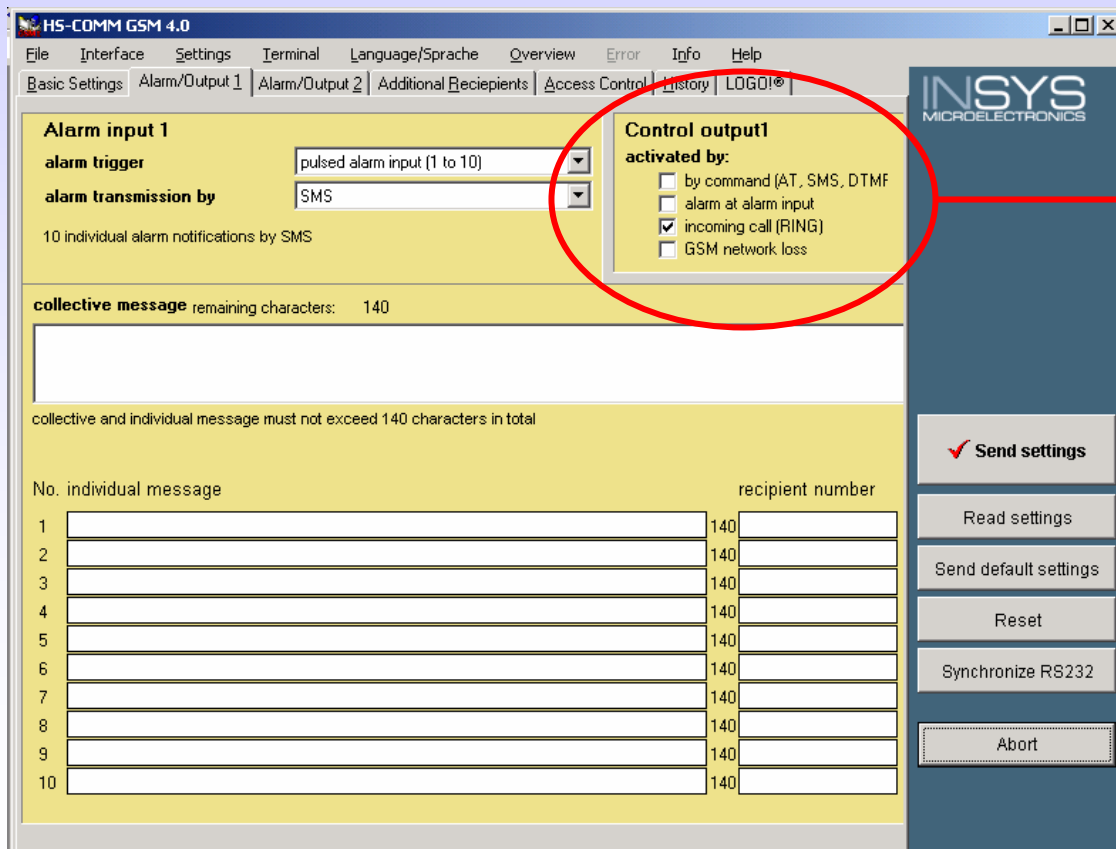 HS-COMM GSM 4.0
File Interface Settings Terminal Language/Sprache Overview Error Info Help
Basic Settings Alarm/Output 1 Alarm/Output 2 Additional Reciepients Access Control History LOGO!®
INSYS
MICROELECTRONICS
Alarm input 1
alarm trigger pulsed alarm input (1 to 10)
alarm transmission by SMS
10 individual alarm notifications by SMS
Control output1
activated by:
by command (AT, SMS, DTMF
alarm at alarm input
incoming call (RING)
GSM network loss
collective message remaining characters: 140
collective and individual message must not exceed 140 characters in total
No. individual message recipient number
1 140
2 140
3 140
4 140
5 140
6 140
7 140
8 140
9 140
10 140
Send settings
Read settings
Send default settings
Reset
Synchronize RS232
Abort